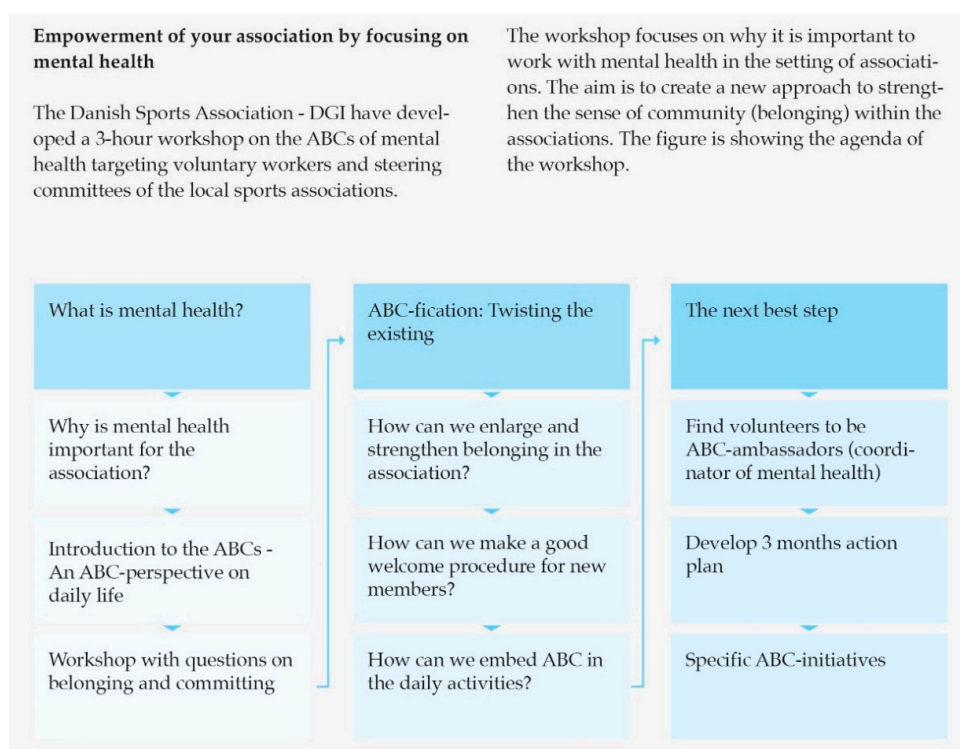 Empowerment of your association by focusing on
mental health
The Danish Sports Association - DGI have devel-
oped a 3-hour workshop on the ABCs of mental
health targeting voluntary workers and steering
committees of the local sports associations.
The workshop focuses on why it is important to
work with mental health in the setting of associati-
ons. The aim is to create a new approach to strengt-
hen the sense of community (belonging) within the
associations. The figure is showing the agenda of
the workshop.
What is mental health?
Why is mental health
important for the
association?
Introduction to the ABCs -
An ABC-perspective on
daily life
Workshop with questions on
belonging and committing
ABC-fication: Twisting the
existing
How can we enlarge and
strengthen belonging in the
association?
How can we make a good
welcome procedure for new
members?
How can we embed ABC in
the daily activities?
The next best step
Find volunteers to be
ABC-ambassadors (coordi-
nator of mental health)
Develop 3 months action
plan
Specific ABC-initiatives